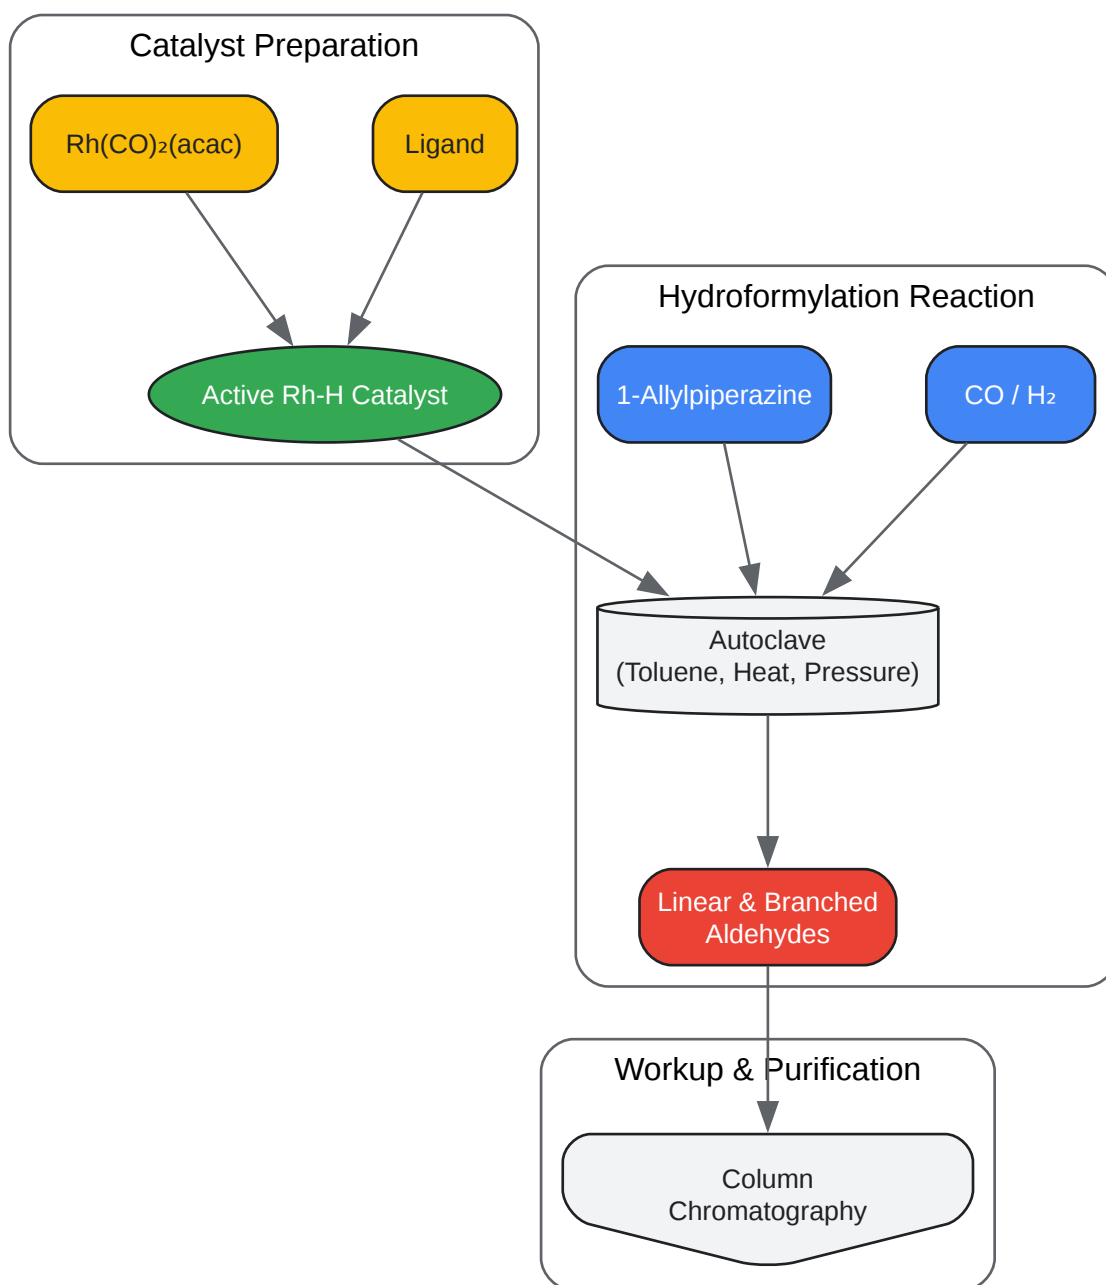 Catalyst Preparation
Rh(CO)₂(acac)
Ligand
Active Rh-H Catalyst
Hydroformylation Reaction
1-Allylpiperazine
CO / H₂
Autoclave
(Toluene, Heat, Pressure)
Linear & Branched
Aldehydes
Workup & Purification
Column
Chromatography